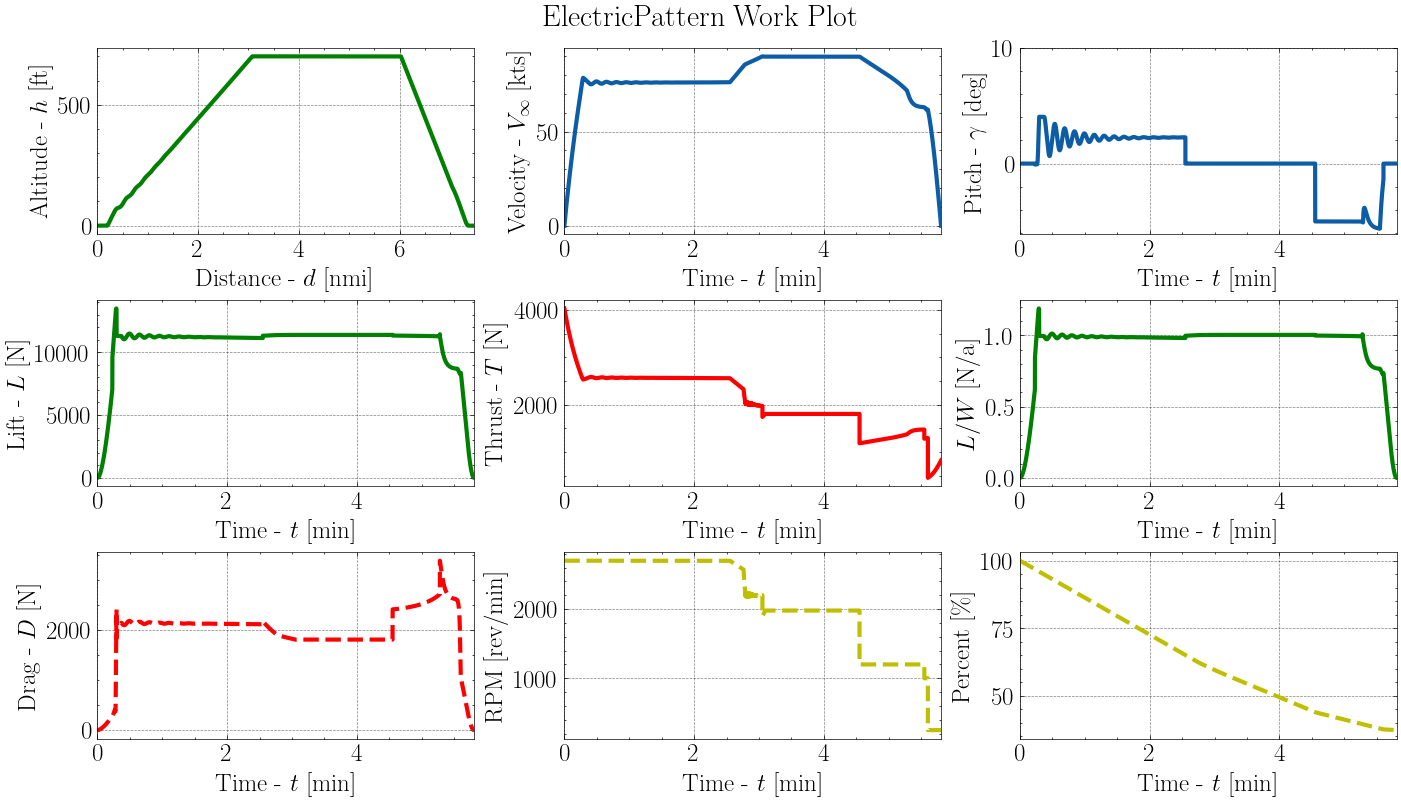 ElectricPattern Work Plot
Altitude - h [ft]
500
0
0 2 4 6
Distance - d [nmi]
Velocity - V∞ [kts]
50
0
0 2 4
Time - t [min]
Pitch - γ [deg]
10
0
0 2 4
Time - t [min]
Lift - L [N]
10000
5000
0
0 2 4
Time - t [min]
Thrust - T [N]
4000
2000
0 2 4
Time - t [min]
L/W [N/a]
1.0
0.5
0.0
0 2 4
Time - t [min]
Drag - D [N]
2000
0
0 2 4
Time - t [min]
RPM [rev/min]
2000
1000
0 2 4
Time - t [min]
Percent [%]
100
75
50
0 2 4
Time - t [min]